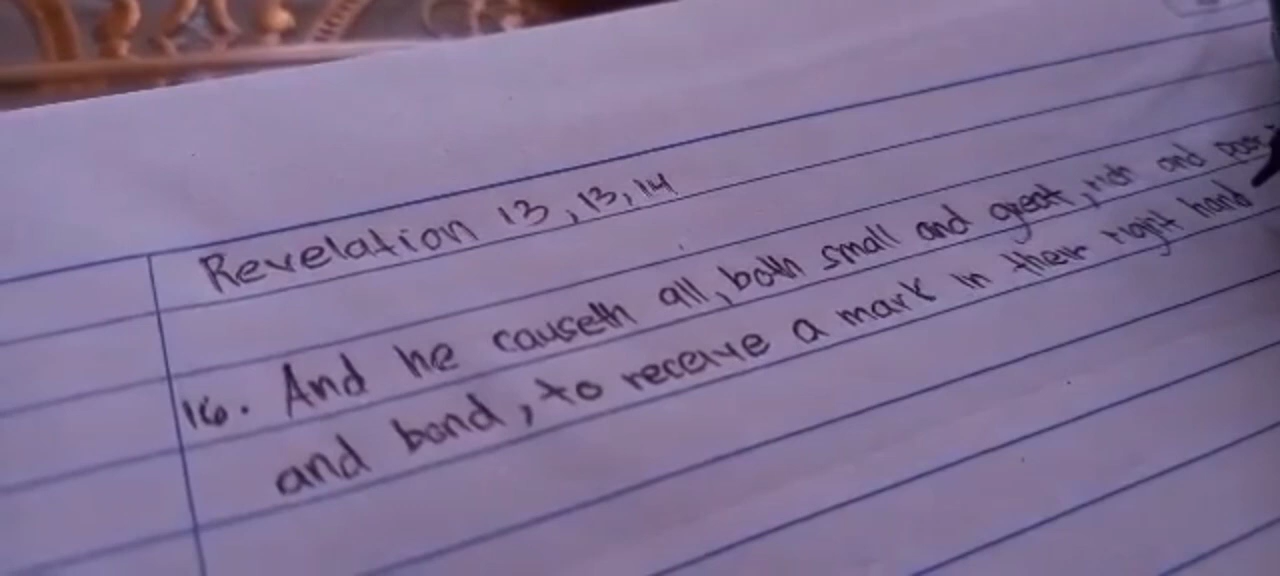 Revelation 13, 13, 14
16. And he causeth all, both small and great, rich and poor
and bond, to receive a mark in their right hand